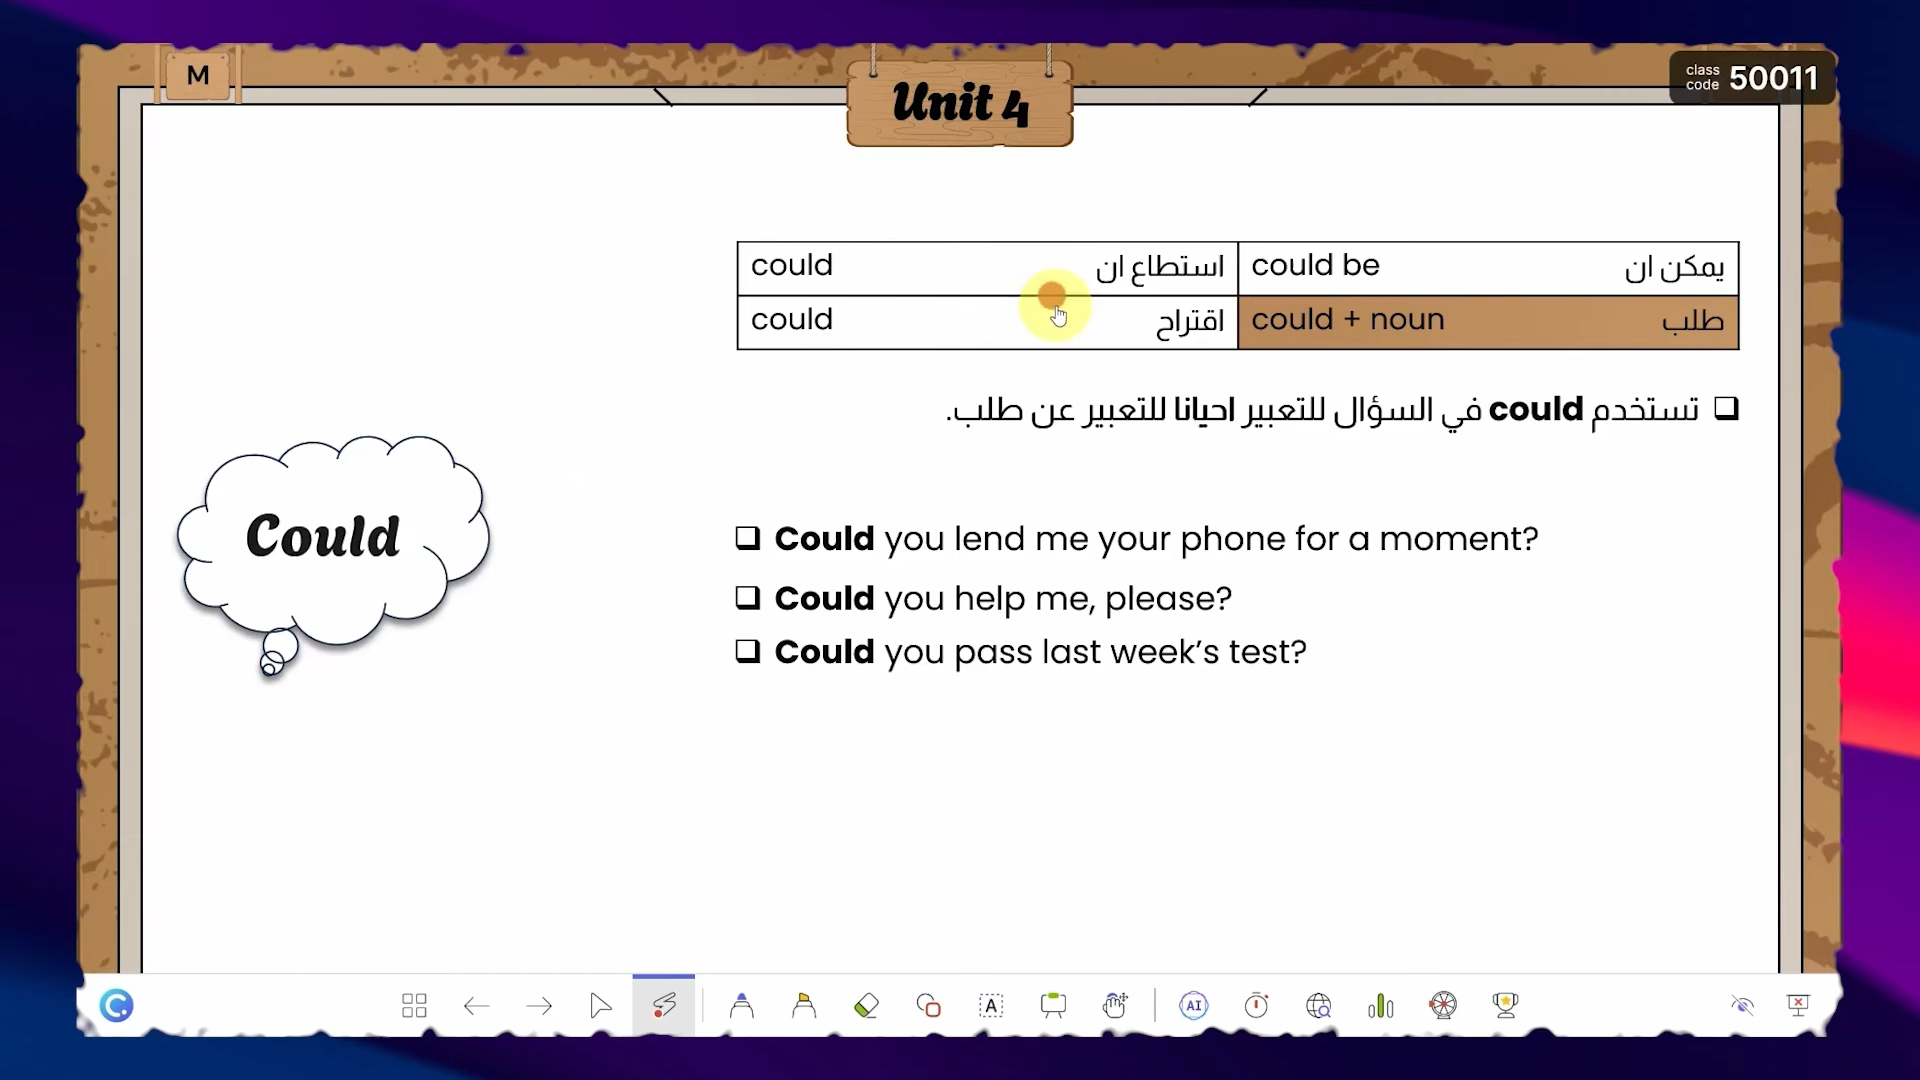 M
Unit 4
class code 50011
could استطاع ان could be يمكن ان
could اقتراح could + noun طلب
تستخدم could في السؤال للتعبير احيانا للتعبير عن طلب.
Could
Could you lend me your phone for a moment?
Could you help me, please?
Could you pass last week’s test?
A
AI